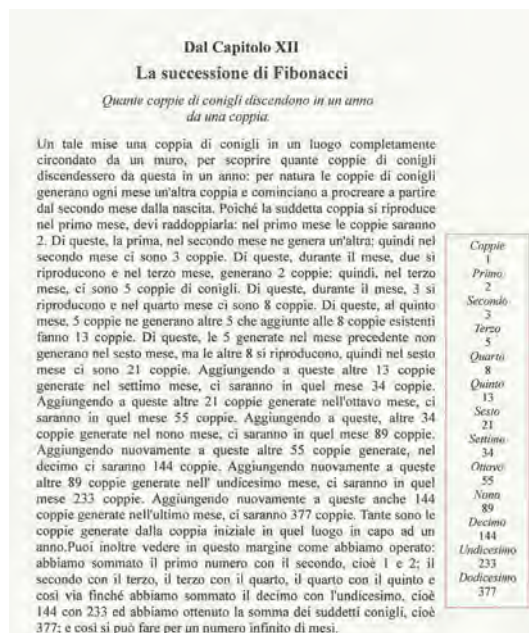 Dal Capitolo XII
La successione di Fibonacci
Quante coppie di conigli discendono in un anno
da una coppia.
Un tale mise una coppia di conigli in un luogo completamente
circondato da un muro, per scoprire quante coppie di conigli
discendessero da questa in un anno: per natura le coppie di conigli
generano ogni mese un'altra coppia e cominciano a procreare a partire
dal secondo mese dalla nascita. Poiché la suddetta coppia si riproduce
nel primo mese, devi raddoppiarla: nel primo mese le coppie saranno
2. Di queste, la prima, nel secondo mese ne genera un'altra: quindi nel
secondo mese ci sono 3 coppie. Di queste, durante il mese, due si
riproducono e nel terzo mese, generano 2 coppie: quindi, nel terzo
mese, ci sono 5 coppie di conigli. Di queste, durante il mese, 3 si
riproducono e nel quarto mese ci sono 8 coppie. Di queste, al quinto
mese, 5 coppie ne generano altre 5 che aggiunte alle 8 coppie esistenti
fanno 13 coppie. Di queste, le 5 generate nel mese precedente non
generano nel sesto mese, ma le altre 8 si riproducono, quindi nel sesto
mese ci sono 21 coppie. Aggiungendo a queste altre 13 coppie
generate nel settimo mese, ci saranno in quel mese 34 coppie.
Aggiungendo a queste altre 21 coppie generate nell'ottavo mese, ci
saranno in quel mese 55 coppie. Aggiungendo a queste, altre 34
coppie generate nel nono mese, ci saranno in quel mese 89 coppie.
Aggiungendo nuovamente a queste altre 55 coppie generate, nel
decimo ci saranno 144 coppie. Aggiungendo nuovamente a queste
altre 89 coppie generate nell' undicesimo mese, ci saranno in quel
mese 233 coppie. Aggiungendo nuovamente a queste anche 144
coppie generate nell'ultimo mese, ci saranno 377 coppie. Tante sono le
coppie generate dalla coppia iniziale in quel luogo in capo ad un
anno.Puoi inoltre vedere in questo margine come abbiamo operato:
abbiamo sommato il primo numero con il secondo, cioè 1 e 2; il
secondo con il terzo, il terzo con il quarto, il quarto con il quinto e
così via finché abbiamo sommato il decimo con l'undicesimo, cioè
144 con 233 ed abbiamo ottenuto la somma dei suddetti conigli, cioè
377; e così si può fare per un numero infinito di mesi.
Coppie
1
Primo
2
Secondo
3
Terzo
5
Quarto
8
Quinto
13
Sesto
21
Settimo
34
Ottavo
55
Nono
89
Decimo
144
Undicesimo
233
Dodicesimo
377